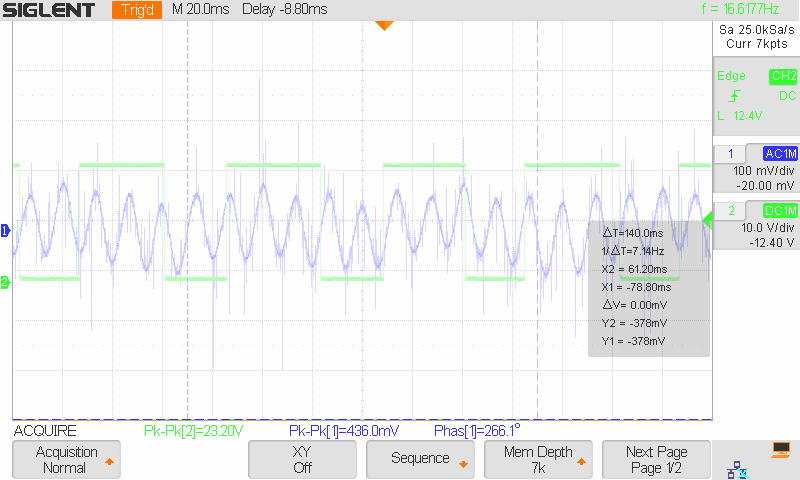 SIGLENT Trig'd M 20.0ms Delay -8.80ms f = 16.6177Hz
Sa 25.0kSa/s
Curr 7kpts
Edge CH2
DC
L 12.4V
1 AC1M
100 mV/div
-20.00 mV
2 DC1M
10.0 V/div
-12.40 V
1
2
△T=140.0ms
1/△T=7.14Hz
X2 = 61.20ms
X1 = -78.80ms
△V= 0.00mV
Y2 = -378mV
Y1 = -378mV
ACQUIRE Pk-Pk[2]=23.20V Pk-Pk[1]=436.0mV Phas[1]=266.1°
Acquisition
Normal
XY
Off
Sequence
Mem Depth
7k
Next Page
Page 1/2